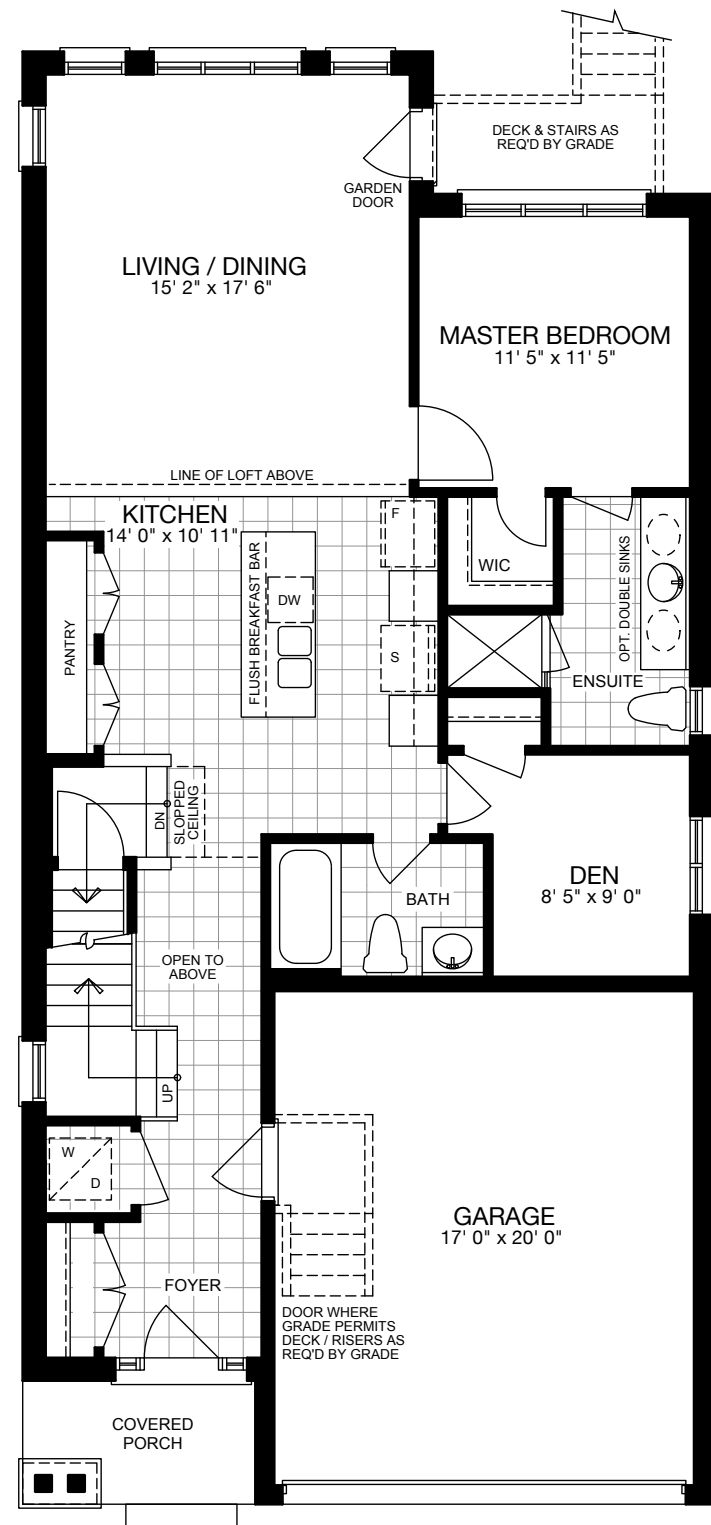 DECK & STAIRS AS
REQ'D BY GRADE
GARDEN
DOOR
LIVING / DINING
15' 2" x 17' 6"
MASTER BEDROOM
11' 5" x 11' 5"
LINE OF LOFT ABOVE
KITCHEN
14' 0" x 10' 11"
F
WIC
OPT. DOUBLE SINKS
FLUSH BREAKFAST BAR
DW
PANTRY
S
ENSUITE
DN
SLOPPED
CEILING
DEN
8' 5" x 9' 0"
BATH
OPEN TO
ABOVE
UP
W
D
GARAGE
17' 0" x 20' 0"
FOYER
DOOR WHERE
GRADE PERMITS
DECK / RISERS AS
REQ'D BY GRADE
COVERED
PORCH